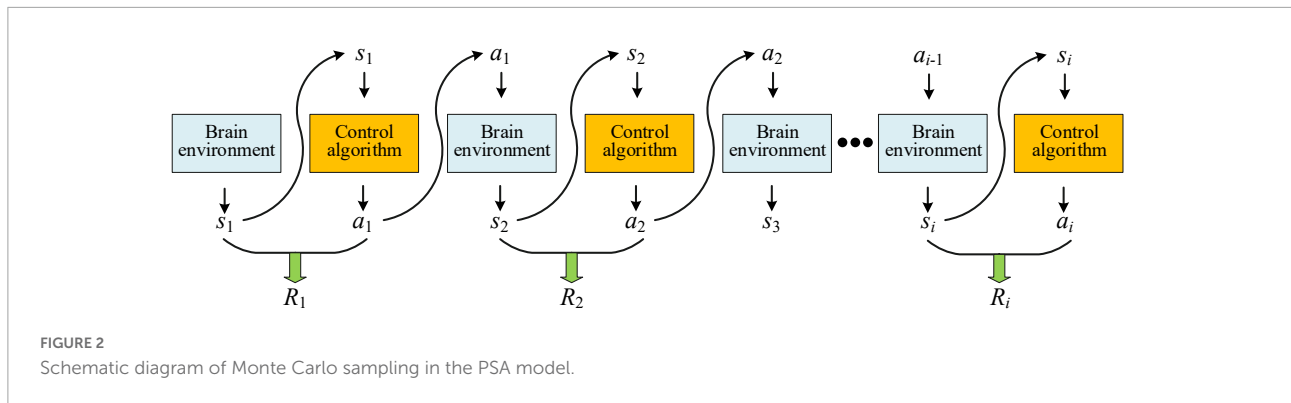 s1 a1 s2 a2 ai-1 si
Brain environment Control algorithm Brain environment Control algorithm Brain environment ••• Brain environment Control algorithm
s1 a1 s2 a2 s3 si ai
R1 R2 Ri
FIGURE 2
Schematic diagram of Monte Carlo sampling in the PSA model.